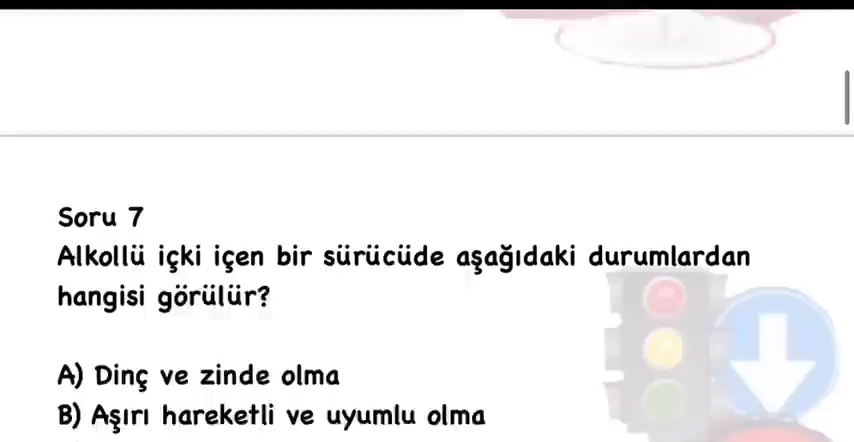 Soru 7
Alkollü içki içen bir sürücüde aşağıdaki durumlardan
hangisi görülür?
A) Dinç ve zinde olma
B) Aşırı hareketli ve uyumlu olma